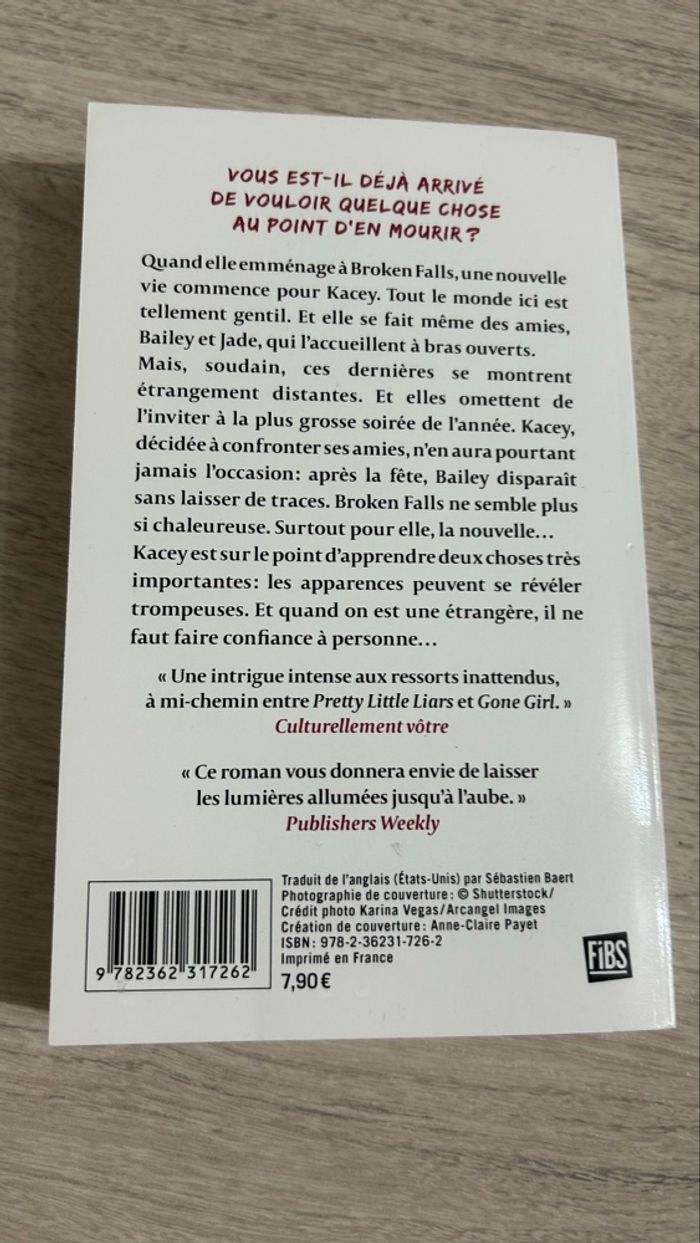 VOUS EST-IL DÉJÀ ARRIVÉ
DE VOULOIR QUELQUE CHOSE
AU POINT D'EN MOURIR ?
Quand elle emménage à Broken Falls, une nouvelle
vie commence pour Kacey. Tout le monde ici est
tellement gentil. Et elle se fait même des amies,
Bailey et Jade, qui l'accueillent à bras ouverts.
Mais, soudain, ces dernières se montrent
étrangement distantes. Et elles omettent de
l'inviter à la plus grosse soirée de l'année. Kacey,
décidée à confronter ses amies, n'en aura pourtant
jamais l'occasion : après la fête, Bailey disparaît
sans laisser de traces. Broken Falls ne semble plus
si chaleureuse. Surtout pour elle, la nouvelle...
Kacey est sur le point d'apprendre deux choses très
importantes : les apparences peuvent se révéler
trompeuses. Et quand on est une étrangère, il ne
faut faire confiance à personne...
« Une intrigue intense aux ressorts inattendus,
à mi-chemin entre Pretty Little Liars et Gone Girl. »
Culturellement vôtre
« Ce roman vous donnera envie de laisser
les lumières allumées jusqu'à l'aube. »
Publishers Weekly
Traduit de l'anglais (États-Unis) par Sébastien Baert
Photographie de couverture : © Shutterstock/
Crédit photo Karina Vegas/Arcangel Images
Création de couverture : Anne-Claire Payet
ISBN : 978-2-36231-726-2
Imprimé en France
7,90 €
9 782362 317262
FiBS